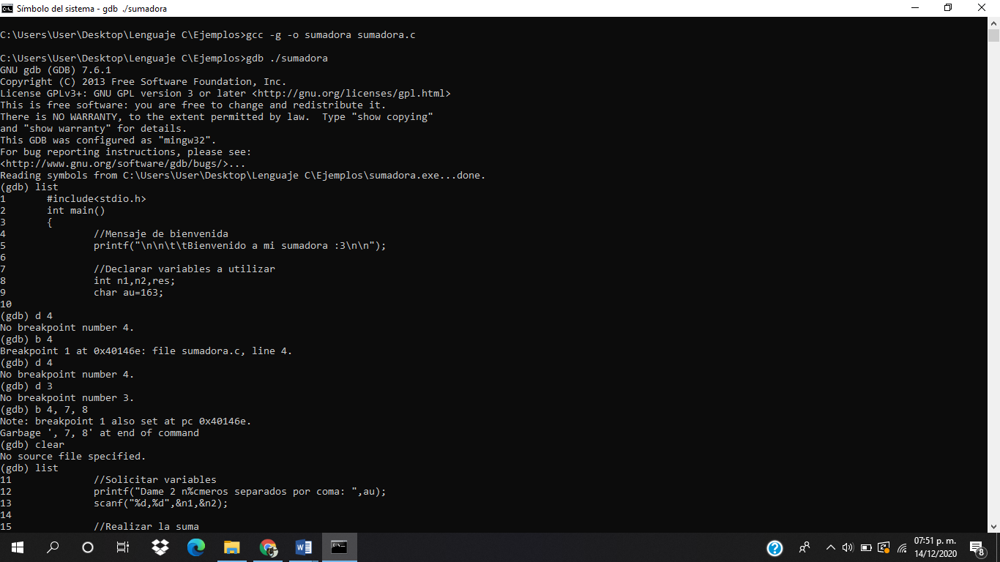 Símbolo del sistema - gdb ./sumadora
C:\Users\User\Desktop\Lenguaje C\Ejemplos>gcc -g -o sumadora sumadora.c
C:\Users\User\Desktop\Lenguaje C\Ejemplos>gdb ./sumadora
GNU gdb (GDB) 7.6.1
Copyright (C) 2013 Free Software Foundation, Inc.
License GPLv3+: GNU GPL version 3 or later <http://gnu.org/licenses/gpl.html>
This is free software: you are free to change and redistribute it.
There is NO WARRANTY, to the extent permitted by law.  Type "show copying"
and "show warranty" for details.
This GDB was configured as "mingw32".
For bug reporting instructions, please see:
<http://www.gnu.org/software/gdb/bugs/>...
Reading symbols from C:\Users\User\Desktop\Lenguaje C\Ejemplos\sumadora.exe...done.
(gdb) list
1       #include<stdio.h>
2       int main()
3       {
4               //Mensaje de bienvenida
5               printf("\n\n\t\tBienvenido a mi sumadora :3\n\n");
6
7               //Declarar variables a utilizar
8               int n1,n2,res;
9               char au=163;
10
(gdb) d 4
No breakpoint number 4.
(gdb) b 4
Breakpoint 1 at 0x40146e: file sumadora.c, line 4.
(gdb) d 4
No breakpoint number 4.
(gdb) d 3
No breakpoint number 3.
(gdb) b 4, 7, 8
Note: breakpoint 1 also set at pc 0x40146e.
Garbage ', 7, 8' at end of command
(gdb) clear
No source file specified.
(gdb) list
11              //Solicitar variables
12              printf("Dame 2 n%cmeros separados por coma: ",au);
13              scanf("%d,%d",&n1,&n2);
14
15              //Realizar la suma
07:51 p. m.
14/12/2020
8